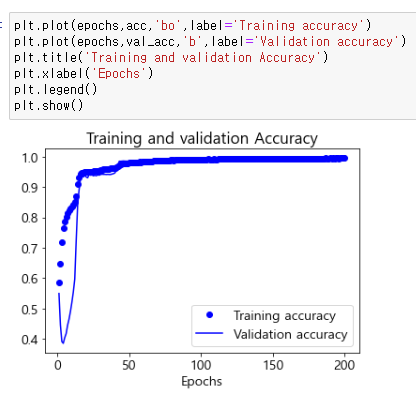 plt.plot(epochs,acc,'bo',label='Training accuracy')
plt.plot(epochs,val_acc,'b',label='Validation accuracy')
plt.title('Training and validation Accuracy')
plt.xlabel('Epochs')
plt.legend()
plt.show()
Training and validation Accuracy
1.0
0.9
0.8
0.7
0.6
0.5
0.4
Training accuracy
Validation accuracy
0 50 100 150 200
Epochs